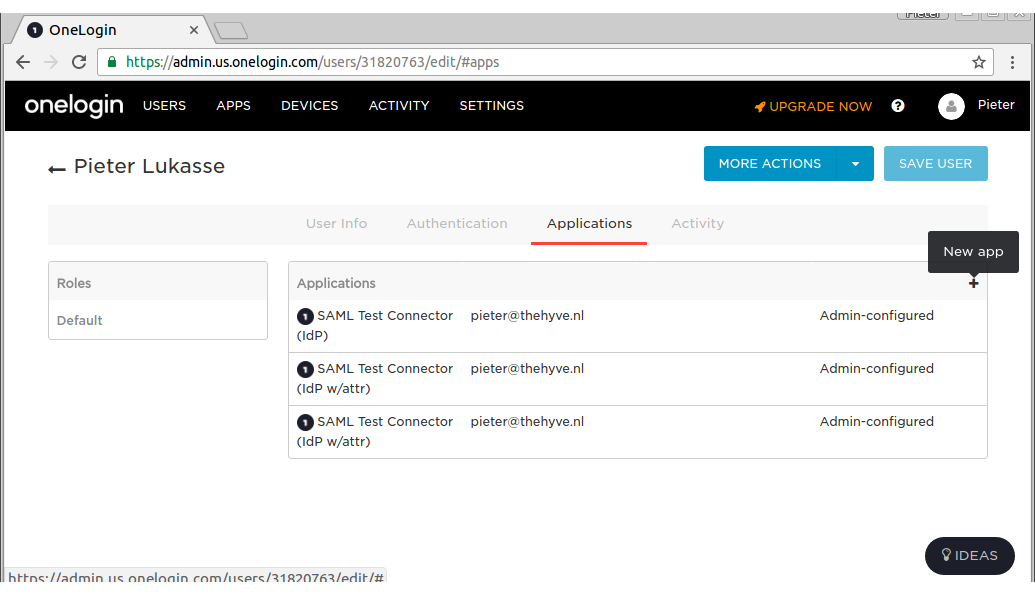 Pieter
OneLogin
https://admin.us.onelogin.com/users/31820763/edit/#apps
onelogin USERS APPS DEVICES ACTIVITY SETTINGS UPGRADE NOW ? Pieter
← Pieter Lukasse MORE ACTIONS SAVE USER
User Info Authentication Applications Activity
New app
Roles
Default
Applications +
SAML Test Connector pieter@thehyve.nl Admin-configured
(IdP)
SAML Test Connector pieter@thehyve.nl Admin-configured
(IdP w/attr)
SAML Test Connector pieter@thehyve.nl Admin-configured
(IdP w/attr)
IDEAS
https://admin.us.onelogin.com/users/31820763/edit/#